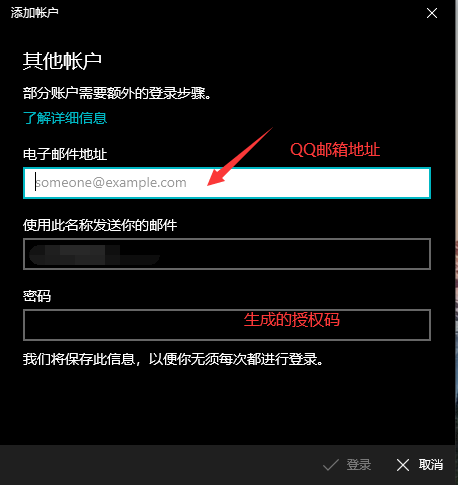 添加帐户
其他帐户
部分账户需要额外的登录步骤。
了解详细信息
电子邮件地址
QQ邮箱地址
someone@example.com
使用此名称发送你的邮件
密码
生成的授权码
我们将保存此信息，以便你无须每次都进行登录。
登录
取消